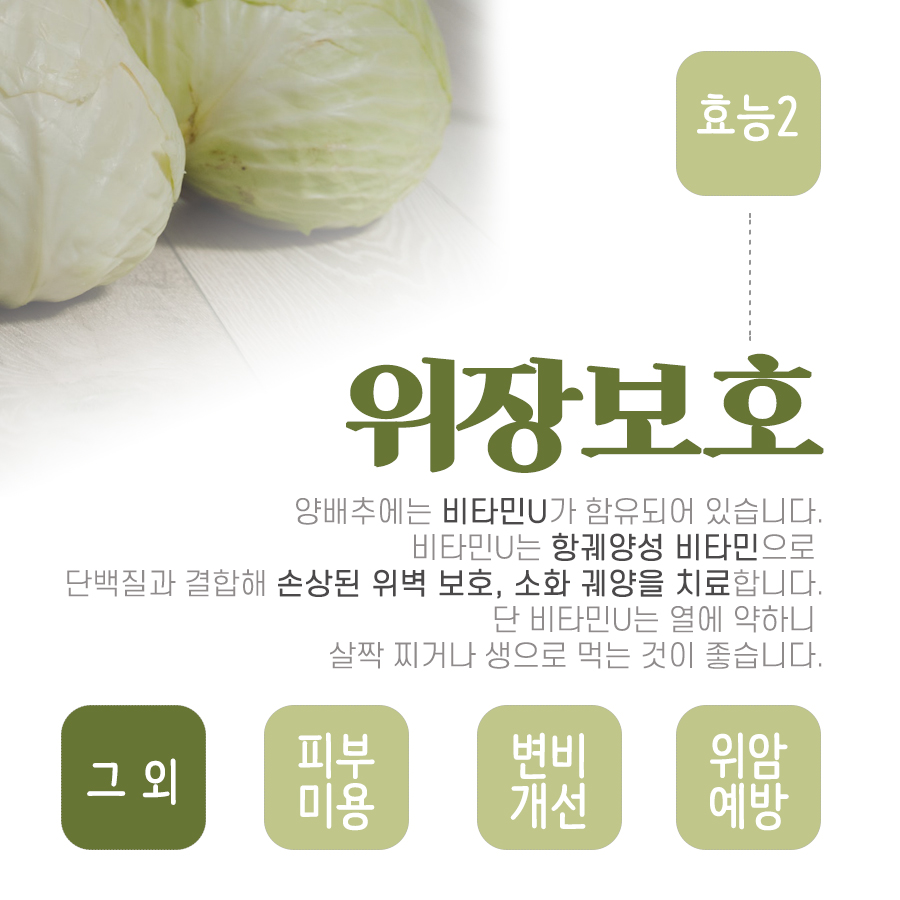 효능2
위장보호
양배추에는 비타민U가 함유되어 있습니다.
비타민U는 항궤양성 비타민으로
단백질과 결합해 손상된 위벽 보호, 소화 궤양을 치료합니다.
단 비타민U는 열에 약하니
살짝 찌거나 생으로 먹는 것이 좋습니다.
그 외
피부
미용
변비
개선
위암
예방